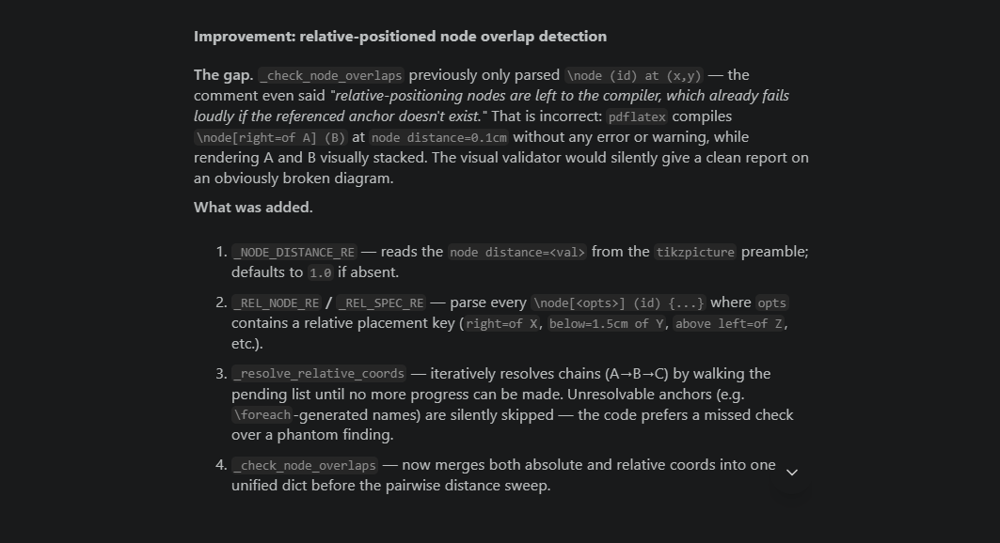 Improvement: relative-positioned node overlap detection
The gap. _check_node_overlaps previously only parsed \node (id) at (x,y) — the
comment even said "relative-positioning nodes are left to the compiler, which already fails
loudly if the referenced anchor doesn't exist." That is incorrect: pdflatex compiles
\node[right=of A] (B) at node distance=0.1cm without any error or warning, while
rendering A and B visually stacked. The visual validator would silently give a clean report on
an obviously broken diagram.
What was added.
1. _NODE_DISTANCE_RE — reads the node distance=<val> from the tikzpicture preamble;
defaults to 1.0 if absent.
2. _REL_NODE_RE / _REL_SPEC_RE — parse every \node[<opts>] (id) {...} where opts
contains a relative placement key (right=of X, below=1.5cm of Y, above left=of Z,
etc.).
3. _resolve_relative_coords — iteratively resolves chains (A→B→C) by walking the
pending list until no more progress can be made. Unresolvable anchors (e.g.
\foreach-generated names) are silently skipped — the code prefers a missed check
over a phantom finding.
4. _check_node_overlaps — now merges both absolute and relative coords into one
unified dict before the pairwise distance sweep.